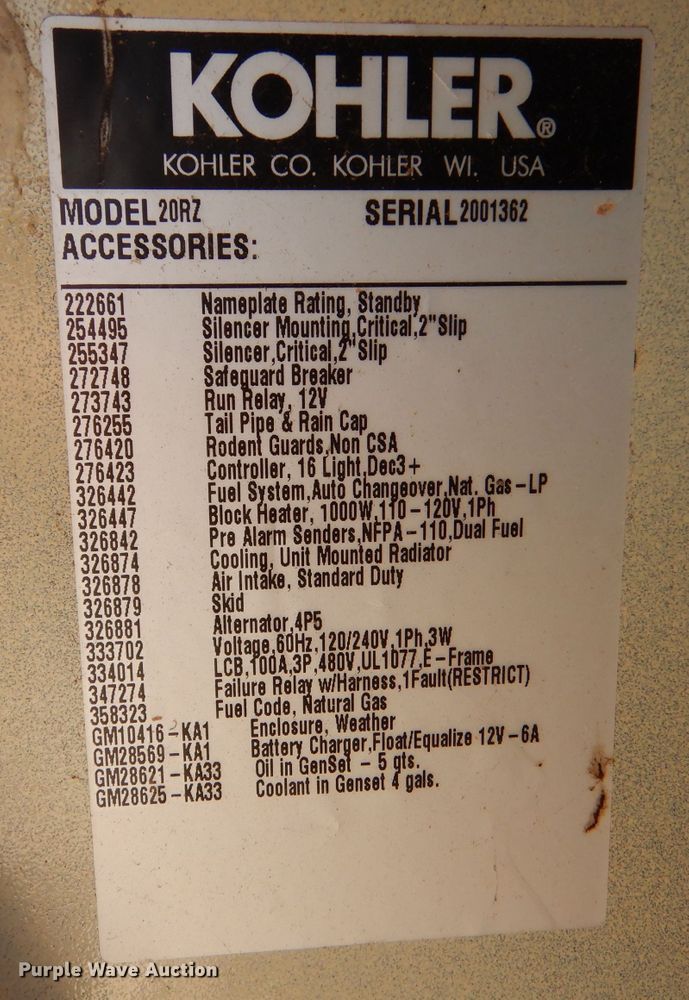 KOHLER®
KOHLER CO. KOHLER WI. USA
MODEL 20RZ SERIAL 2001362
ACCESSORIES:
222661 Nameplate Rating, Standby
254495 Silencer Mounting,Critical,2"Slip
255347 Silencer,Critical,2"Slip
272748 Safeguard Breaker
273743 Run Relay, 12V
276255 Tail Pipe & Rain Cap
276420 Rodent Guards,Non CSA
276423 Controller, 16 Light,Dec3+
326442 Fuel System,Auto Changeover,Nat. Gas-LP
326447 Block Heater, 1000W,110-120V,1Ph
326842 Pre Alarm Senders,NFPA-110,Dual Fuel
326874 Cooling, Unit Mounted Radiator
326878 Air Intake, Standard Duty
326879 Skid
326881 Alternator,4P5
333702 Voltage,60Hz,120/240V,1Ph,3W
334014 LCB,100A,3P,480V,UL1077,E-Frame
347274 Failure Relay w/Harness,1Fault(RESTRICT)
358323 Fuel Code, Natural Gas
GM10416-KA1 Enclosure, Weather
GM28569-KA1 Battery Charger,Float/Equalize 12V-6A
GM28621-KA33 Oil in GenSet - 5 qts.
GM28625-KA33 Coolant in Genset 4 gals.
Purple Wave Auction